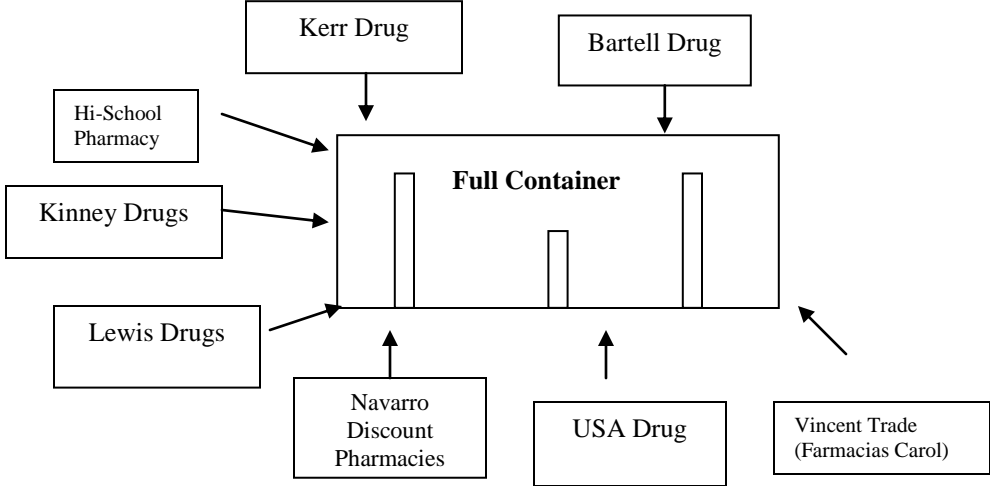 Kerr Drug
Bartell Drug
Hi-School
Pharmacy
Full Container
Kinney Drugs
Lewis Drugs
Navarro
Discount
Pharmacies
USA Drug
Vincent Trade
(Farmacias Carol)